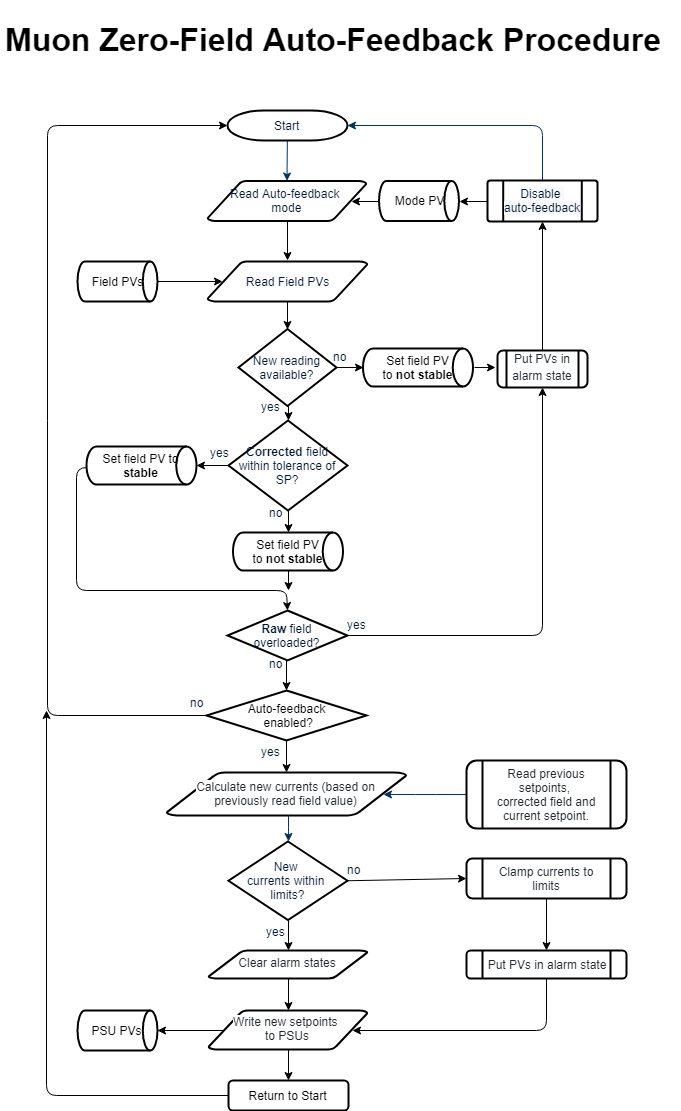 Muon Zero-Field Auto-Feedback Procedure
Start
Read Auto-feedback
mode
Mode PV
Disable
auto-feedback
Field PVs
Read Field PVs
New reading
available?
no
Set field PV
to not stable
Put PVs in
alarm state
yes
Set field PV to
stable
yes
Corrected field
within tolerance of
SP?
no
Set field PV
to not stable
Raw field
overloaded?
yes
no
no
Auto-feedback
enabled?
yes
Calculate new currents (based on
previously read field value)
Read previous
setpoints,
corrected field and
current setpoint.
New
currents within
limits?
no
Clamp currents to
limits
yes
Clear alarm states
Put PVs in alarm state
PSU PVs
Write new setpoints
to PSUs
Return to Start